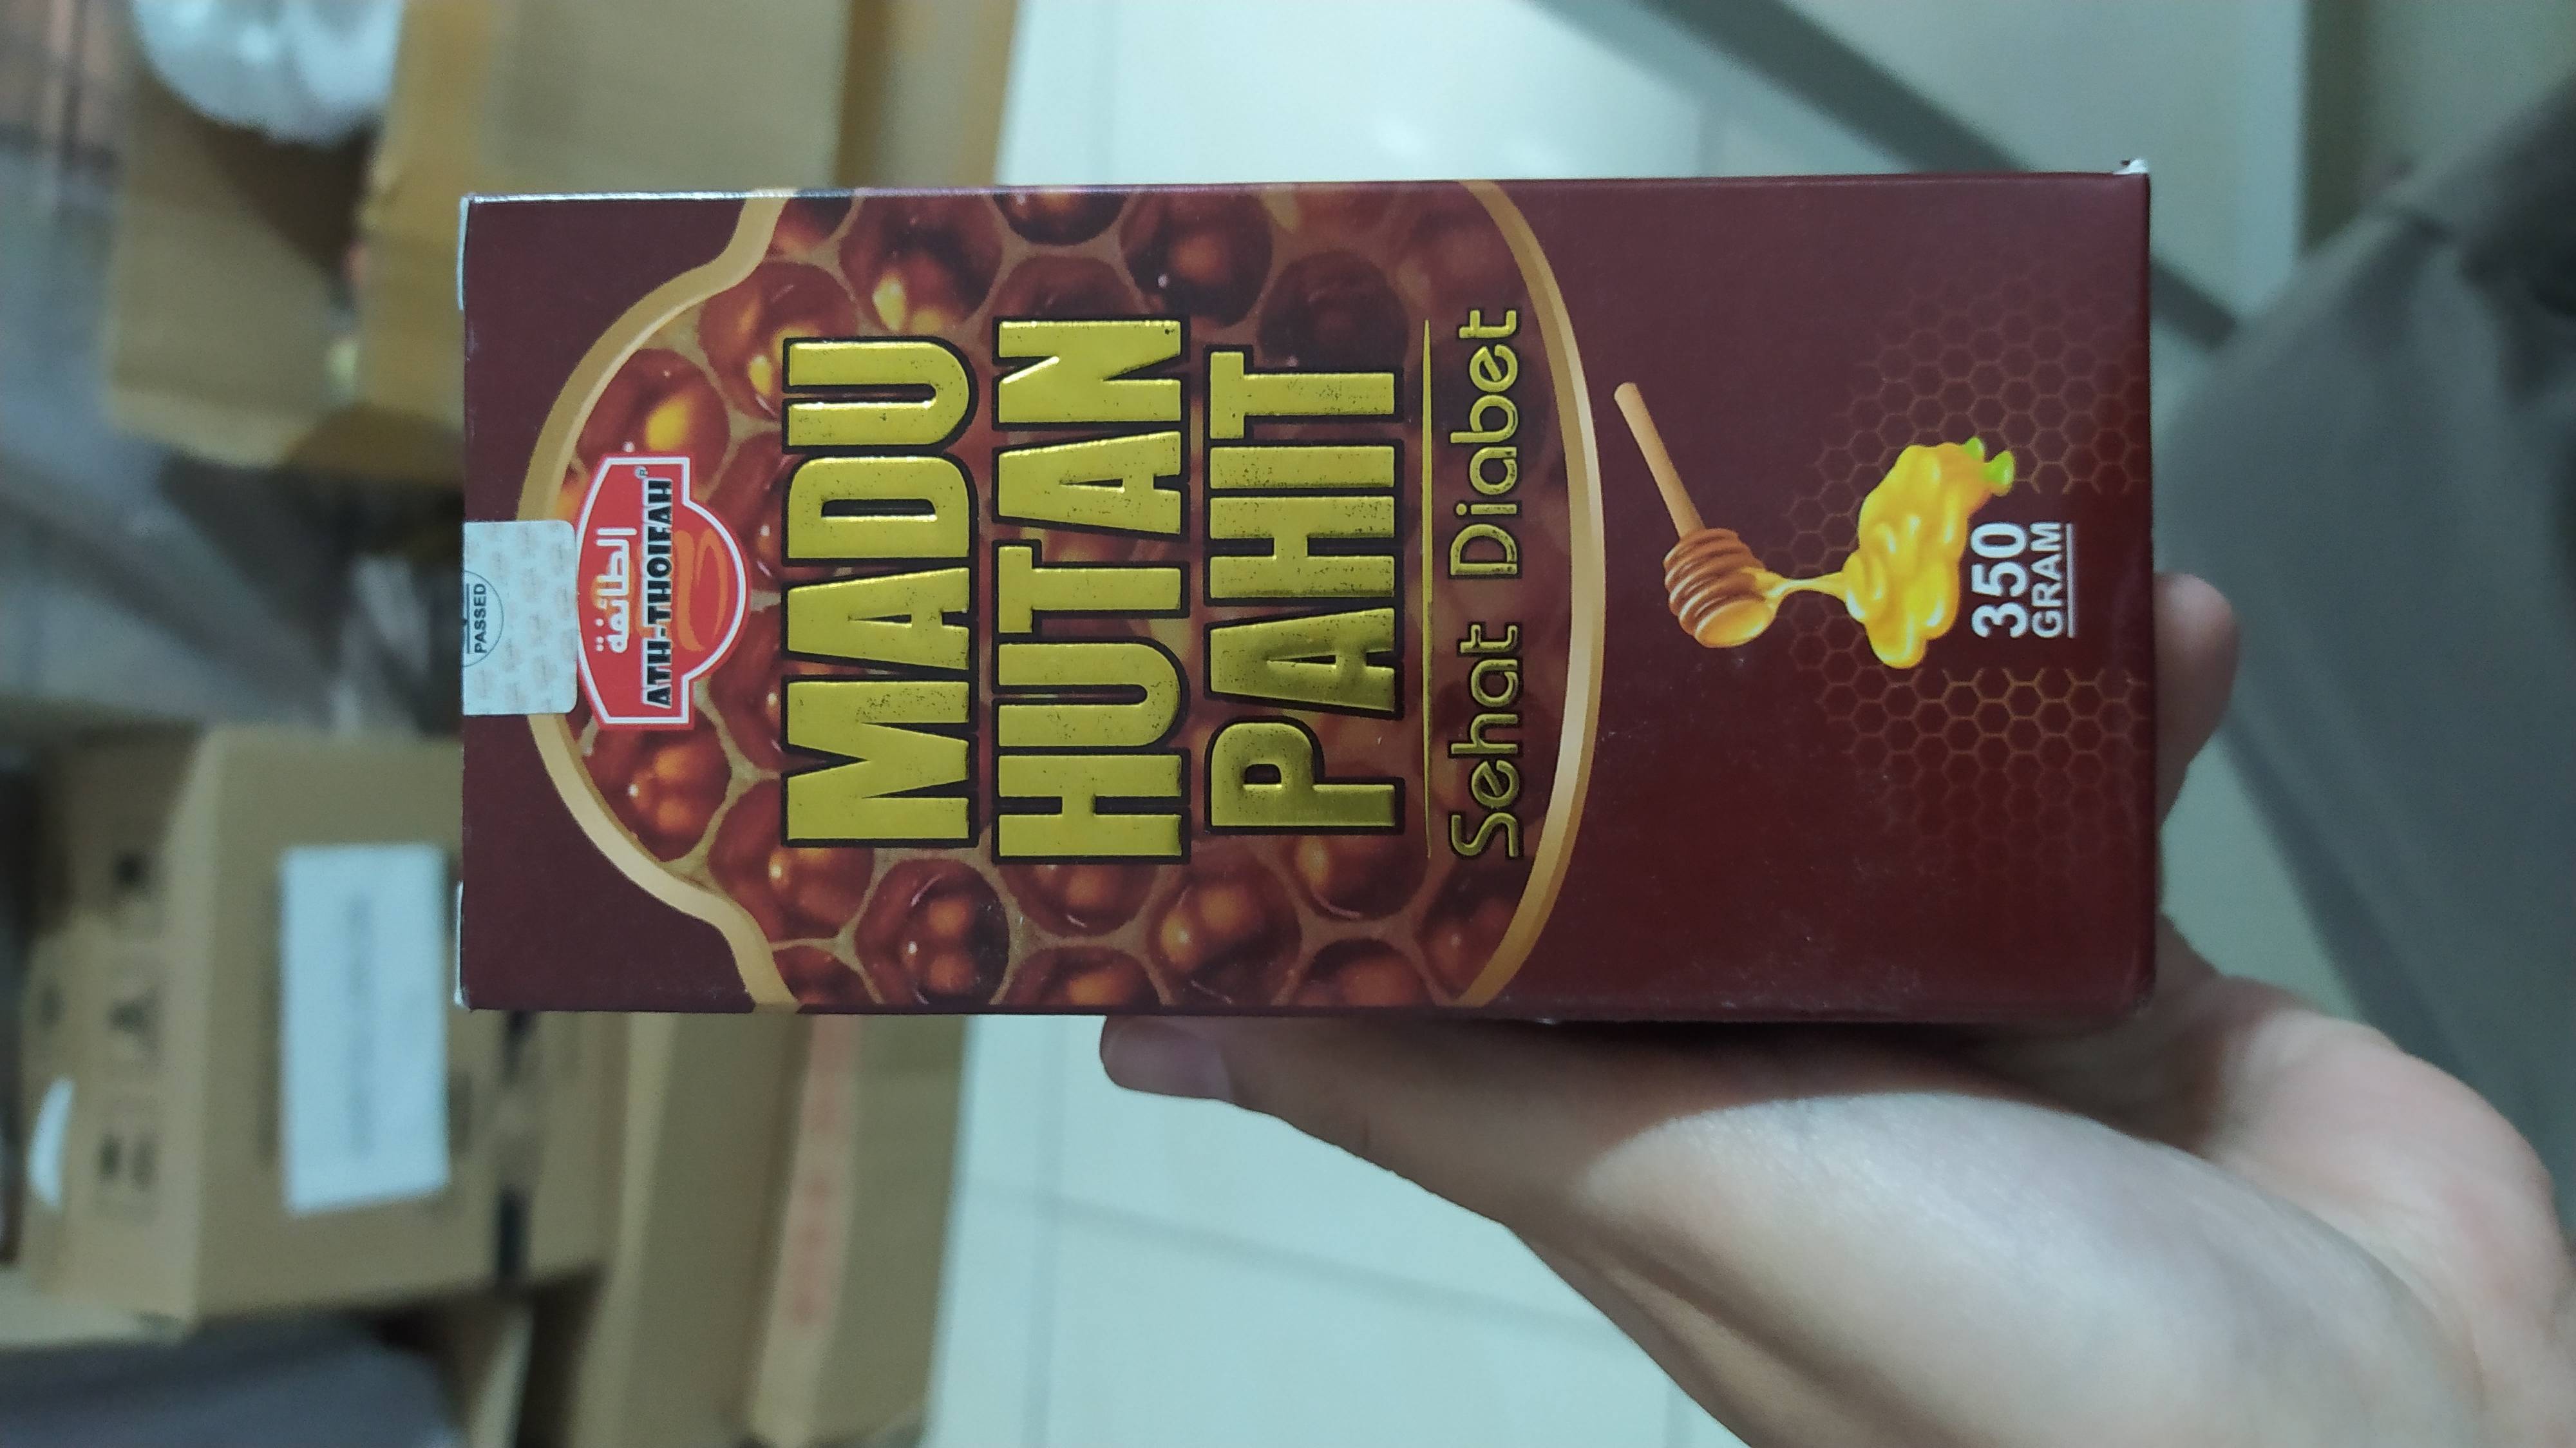 PASSED
الطائفة
ATH-THOIFAH®
MADU
HUTAN
PAHIT
Sehat Diabet
350
GRAM